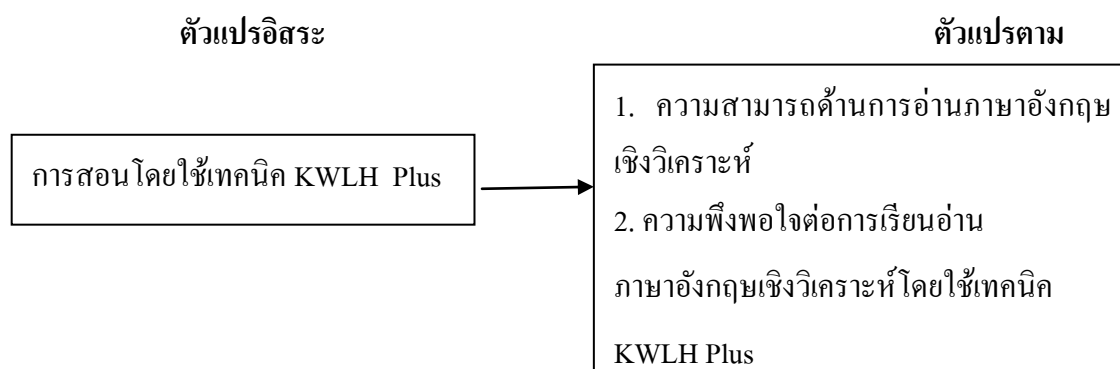 ตัวแปรอิสระ
ตัวแปรตาม
การสอนโดยใช้เทคนิค KWLH Plus
1. ความสามารถด้านการอ่านภาษาอังกฤษ
เชิงวิเคราะห์
2. ความพึงพอใจต่อการเรียนอ่าน
ภาษาอังกฤษเชิงวิเคราะห์โดยใช้เทคนิค
KWLH Plus